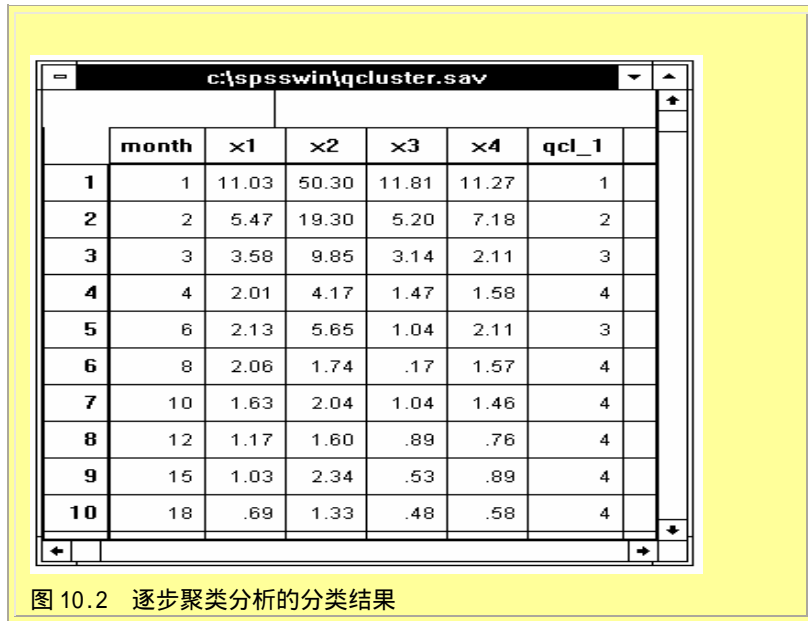 c:\spsswin\qcluster.sav
month x1 x2 x3 x4 qcl_1
1 1 11.03 50.30 11.81 11.27 1
2 2 5.47 19.30 5.20 7.18 2
3 3 3.58 9.85 3.14 2.11 3
4 4 2.01 4.17 1.47 1.58 4
5 6 2.13 5.65 1.04 2.11 3
6 8 2.06 1.74 .17 1.57 4
7 10 1.63 2.04 1.04 1.46 4
8 12 1.17 1.60 .89 .76 4
9 15 1.03 2.34 .53 .89 4
10 18 .69 1.33 .48 .58 4
图 10.2 逐步聚类分析的分类结果